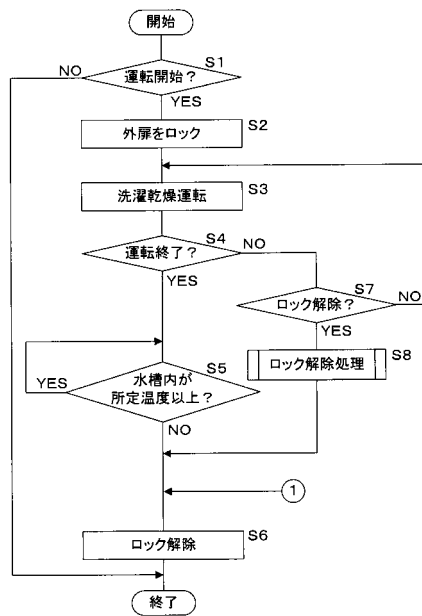 開始
運転開始?
S1
NO
YES
外扉をロック
S2
洗濯乾燥運転
S3
運転終了?
S4
NO
YES
ロック解除?
S7
NO
YES
ロック解除処理
S8
水槽内が
所定温度以上?
S5
YES
NO
1
ロック解除
S6
終了